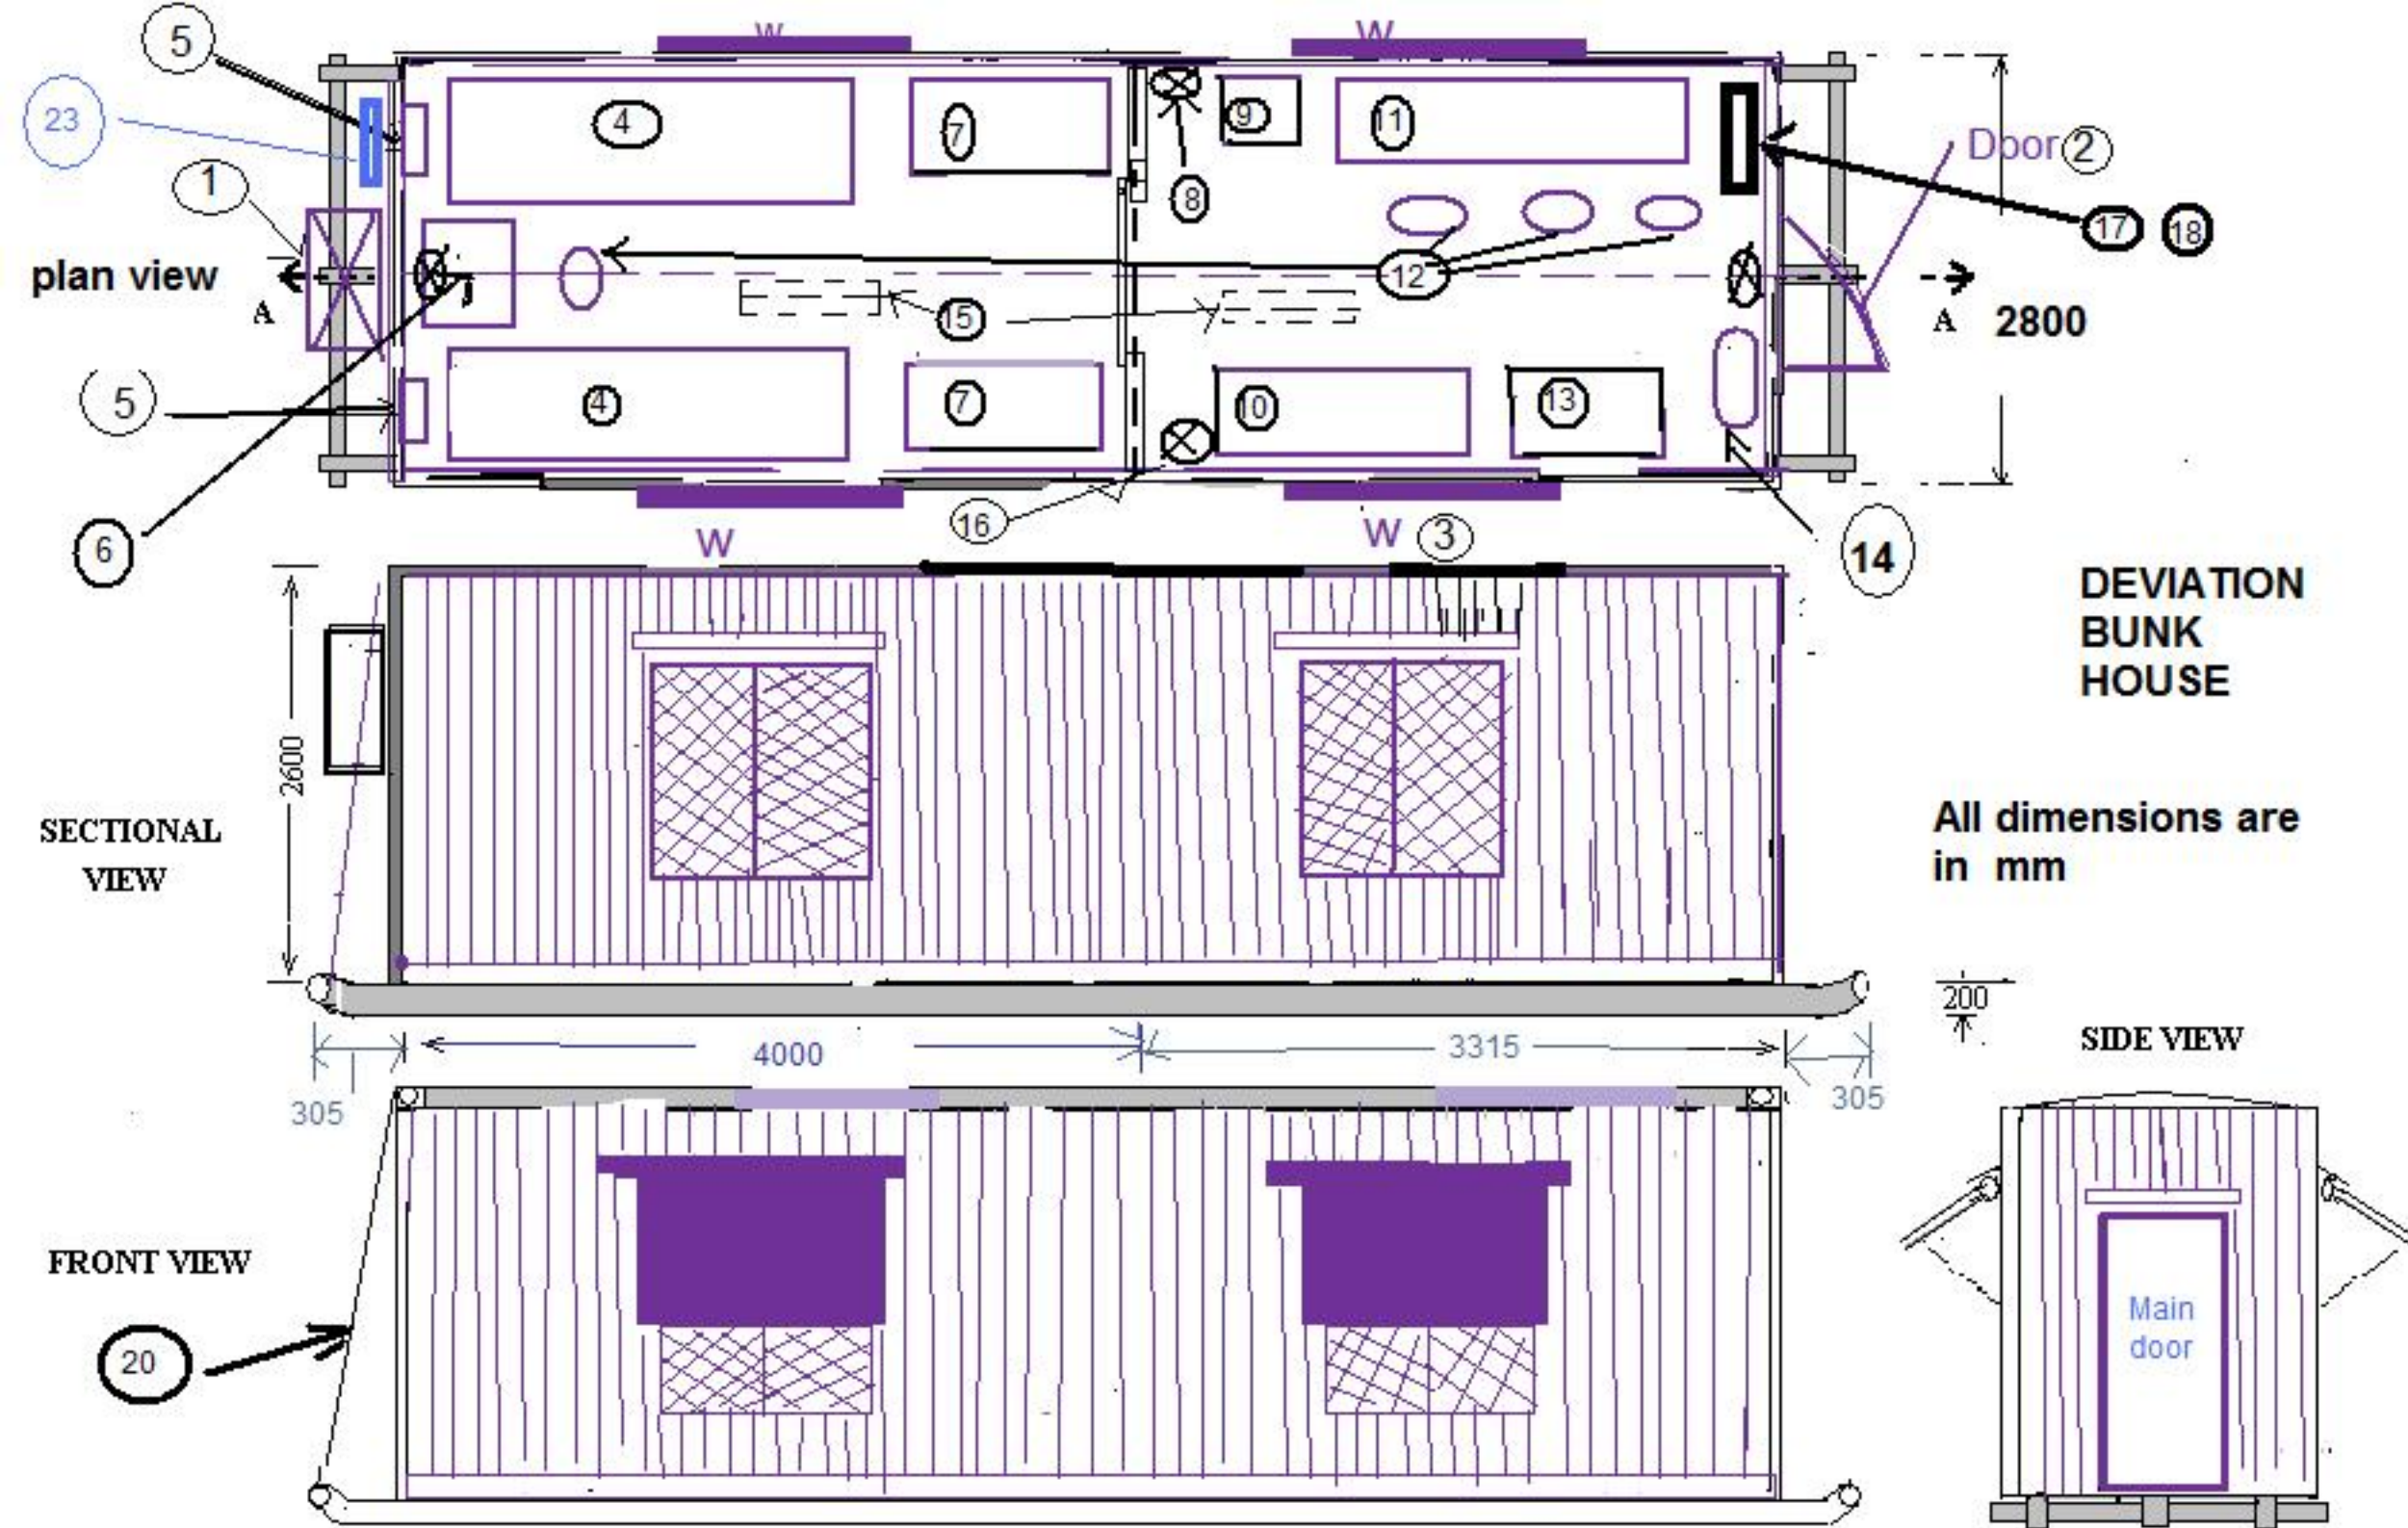 W
W
5
23
4
7
9
11
Door 2
1
8
17
18
plan view
12
A
15
A
2800
5
4
7
10
13
6
16
W
W
3
14
DEVIATION
BUNK
HOUSE
2600
SECTIONAL
VIEW
All dimensions are
in mm
200
4000
3315
SIDE VIEW
305
305
FRONT VIEW
20
Main
door